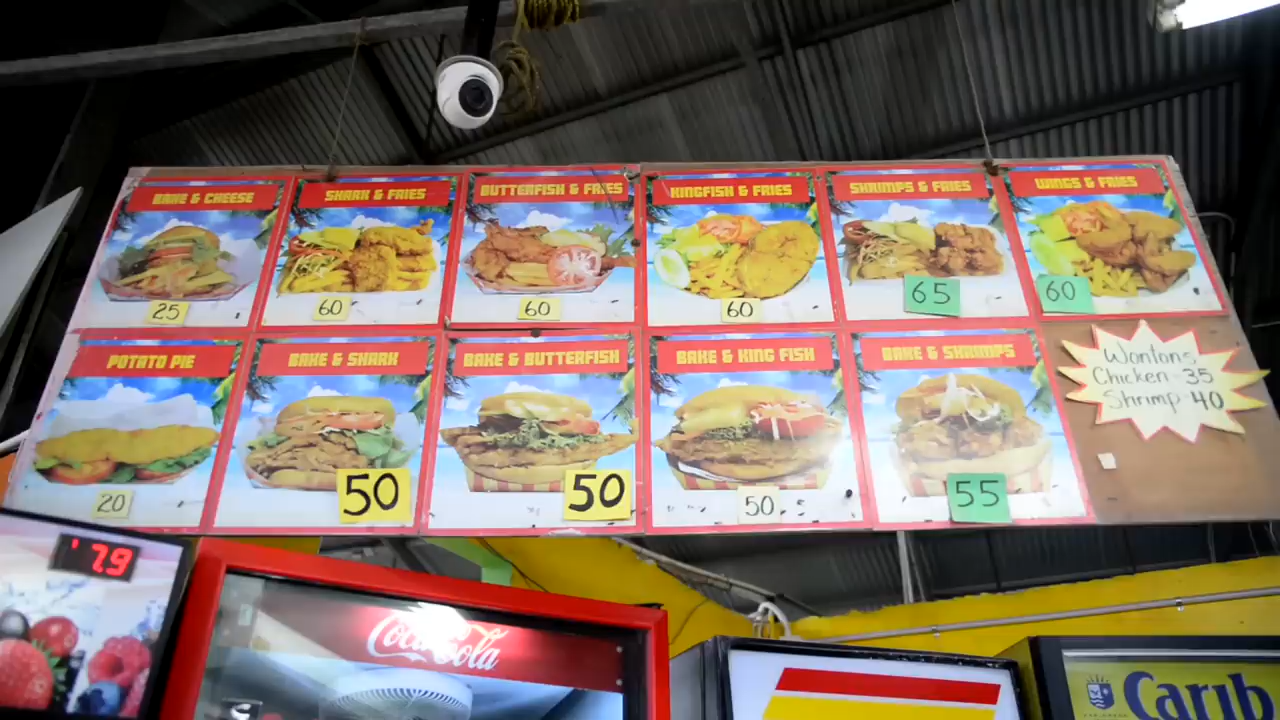 BAKE & CHEESE
25
SHARK & FRIES
60
BUTTERFISH & FRIES
60
KINGFISH & FRIES
60
SHRIMPS & FRIES
65
WINGS & FRIES
60
POTATO PIE
20
BAKE & SHARK
50
BAKE & BUTTERFISH
50
BAKE & KING FISH
50
BAKE & SHRIMPS
55
Wontons
Chicken - 35
Shrimp - 40
7.9
Coca-Cola
Carib